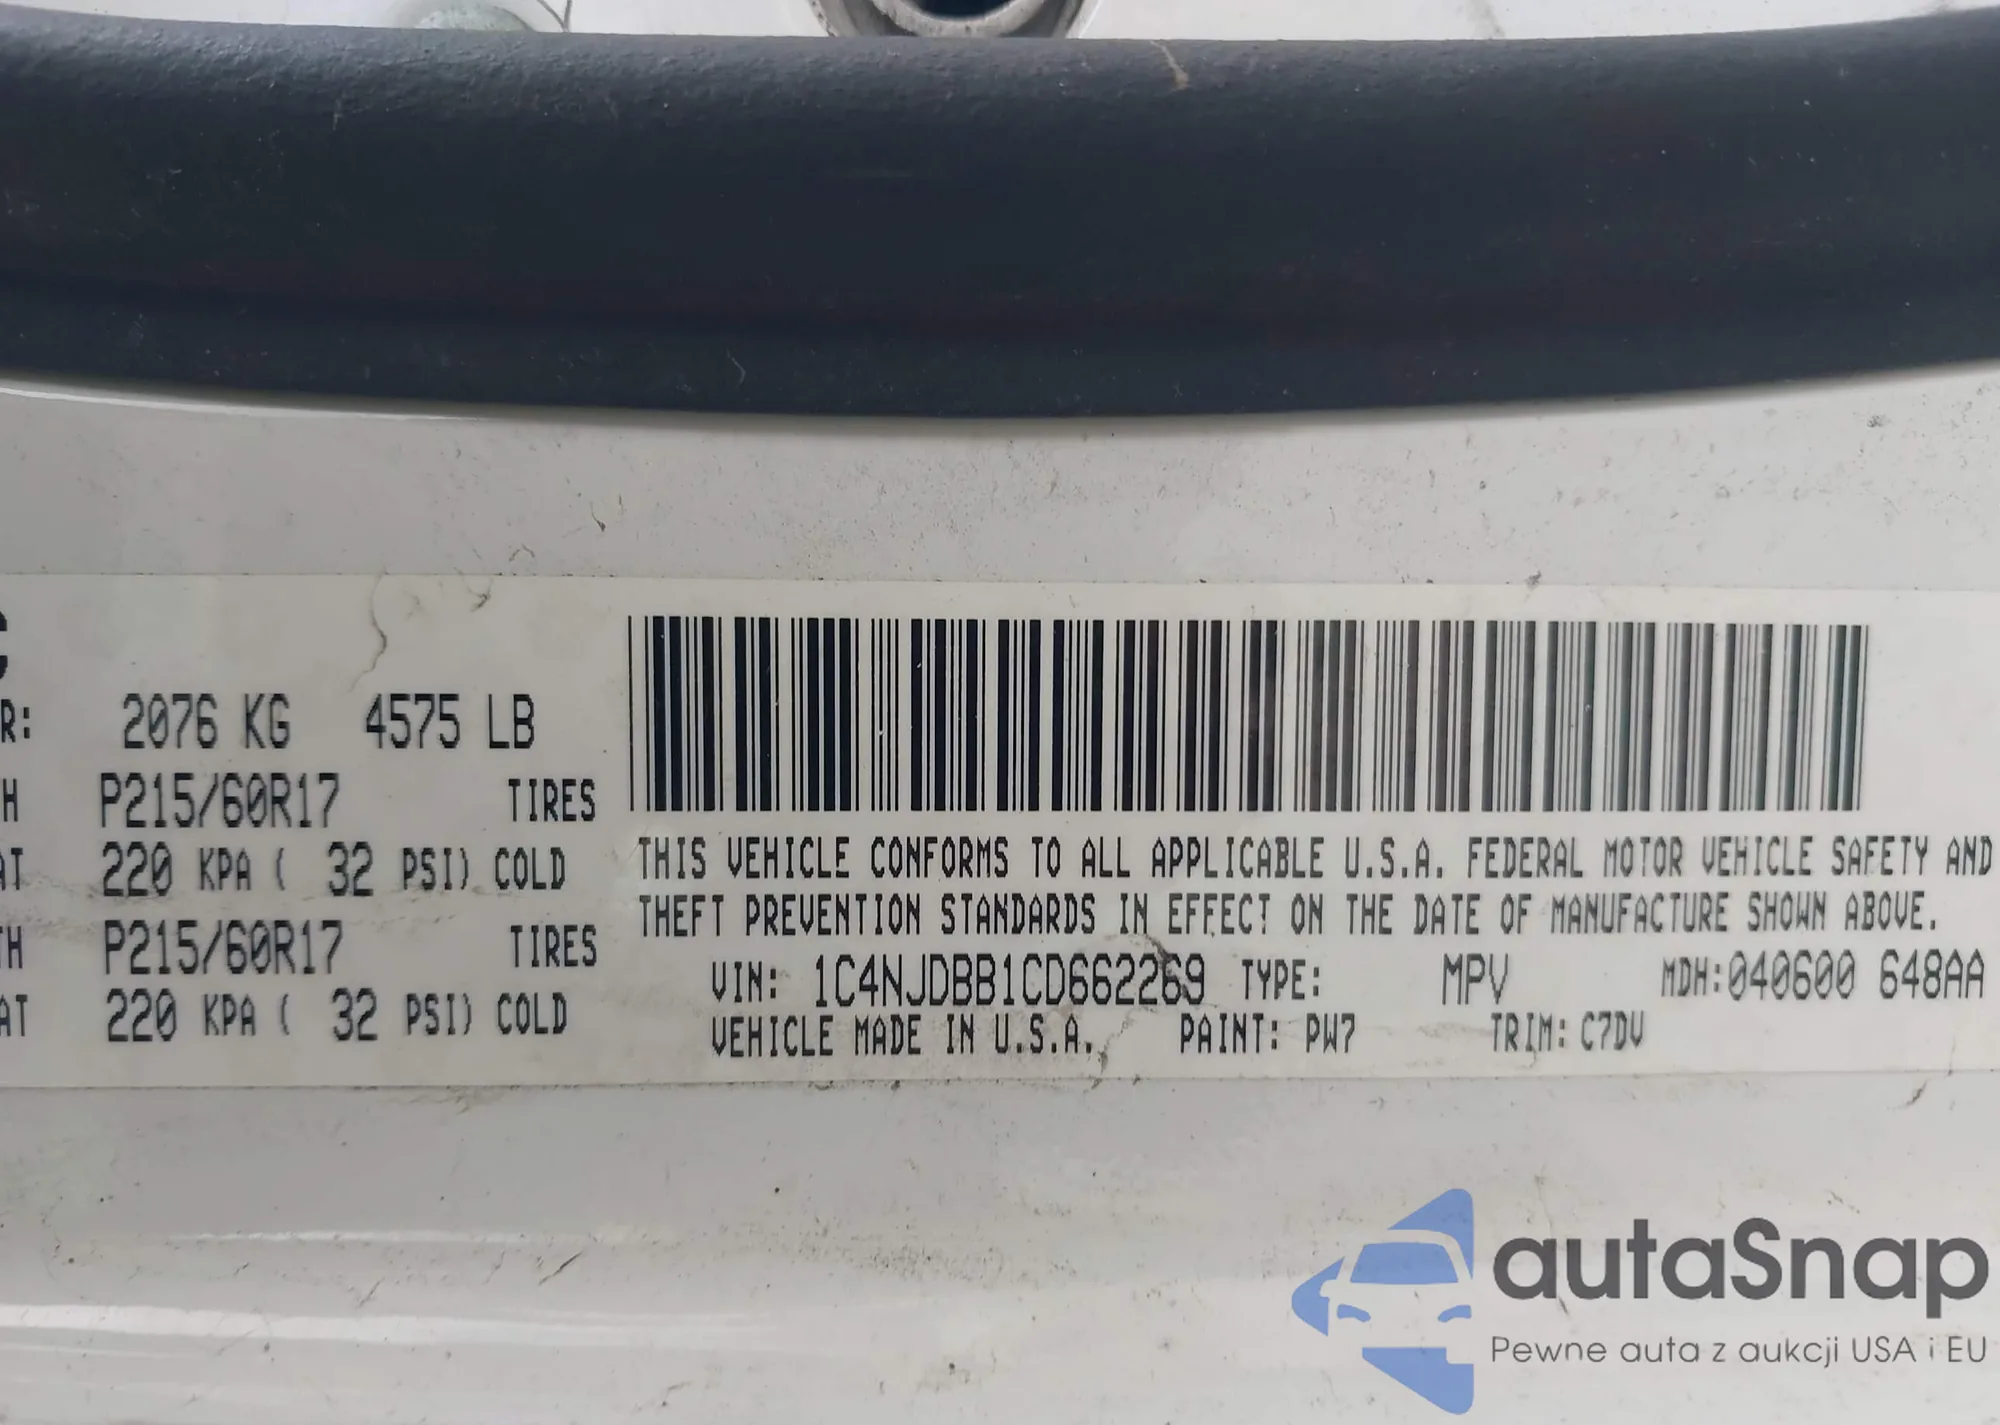 R: 2076 KG 4575 LB
H P215/60R17 TIRES
AT 220 KPA ( 32 PSI) COLD
TH P215/60R17 TIRES
AT 220 KPA ( 32 PSI) COLD
THIS VEHICLE CONFORMS TO ALL APPLICABLE U.S.A. FEDERAL MOTOR VEHICLE SAFETY AND
THEFT PREVENTION STANDARDS IN EFFECT ON THE DATE OF MANUFACTURE SHOWN ABOVE.
VIN: 1C4NJDBB1CD662269 TYPE: MPV MDH:040600 648AA
VEHICLE MADE IN U.S.A. PAINT: PW7 TRIM: C7DV
autaSnap
Pewne auta z aukcji USA i EU